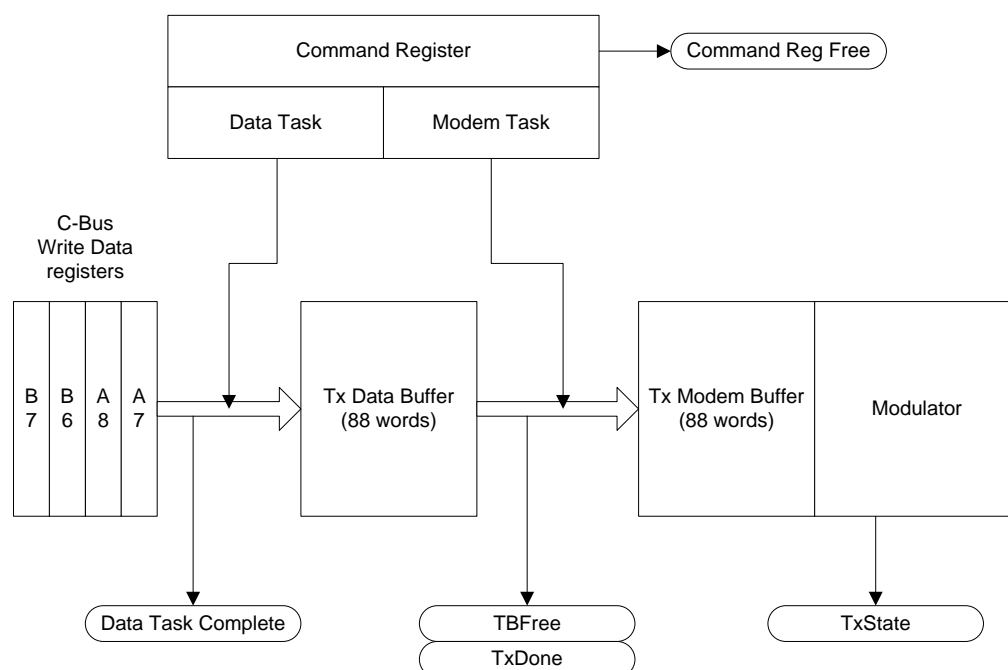 Command Register
Command Reg Free
Data Task
Modem Task
C-Bus
Write Data
registers
B
7
B
6
A
8
A
7
Tx Data Buffer
(88 words)
Tx Modem Buffer
(88 words)
Modulator
Data Task Complete
TBFree
TxDone
TxState